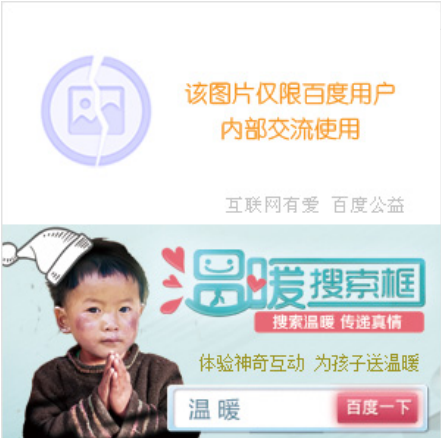 该图片仅限百度用户
内部交流使用
互联网有爱 百度公益
温暖搜索框
搜索温暖 传递真情
体验神奇互动 为孩子送温暖
温暖
百度一下